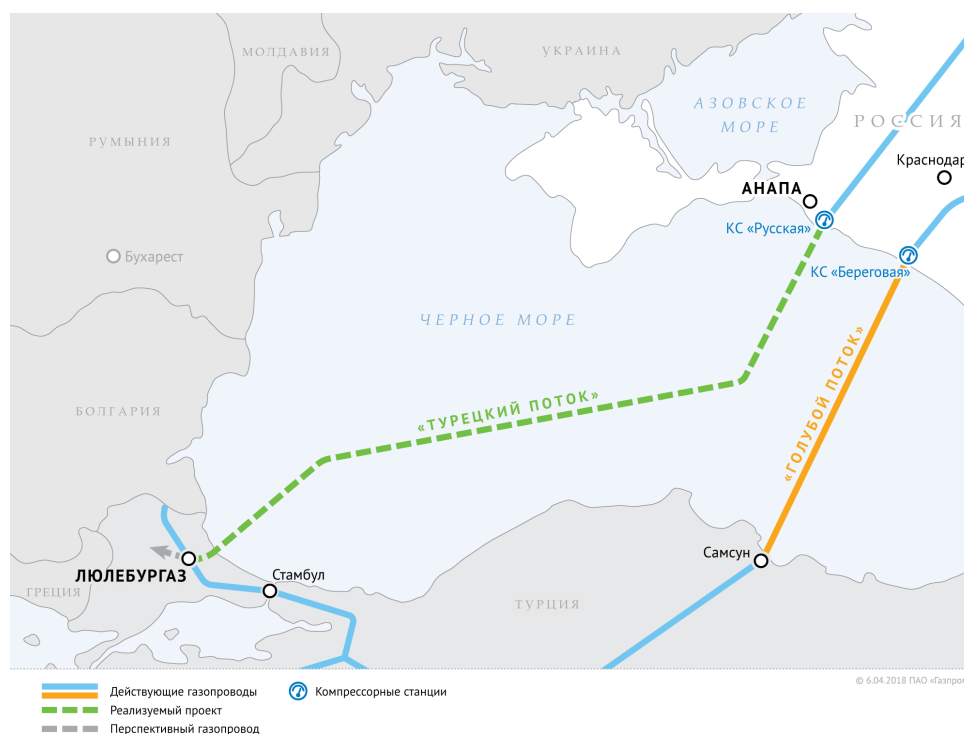 МОЛДАВИЯ
УКРАИНА
АЗОВСКОЕ
МОРЕ
РОССИЯ
РУМЫНИЯ
Краснодар
АНАПА
КС «Русская»
Бухарест
КС «Береговая»
ЧЕРНОЕ МОРЕ
«ТУРЕЦКИЙ ПОТОК»
«ГОЛУБОЙ ПОТОК»
БОЛГАРИЯ
Самсун
ЛЮЛЕБУРГАЗ
Стамбул
ГРЕЦИЯ
ТУРЦИЯ
© 6.04.2018 ПАО «Газпром
Действующие газопроводы
Компрессорные станции
Реализуемый проект
Перспективный газопровод